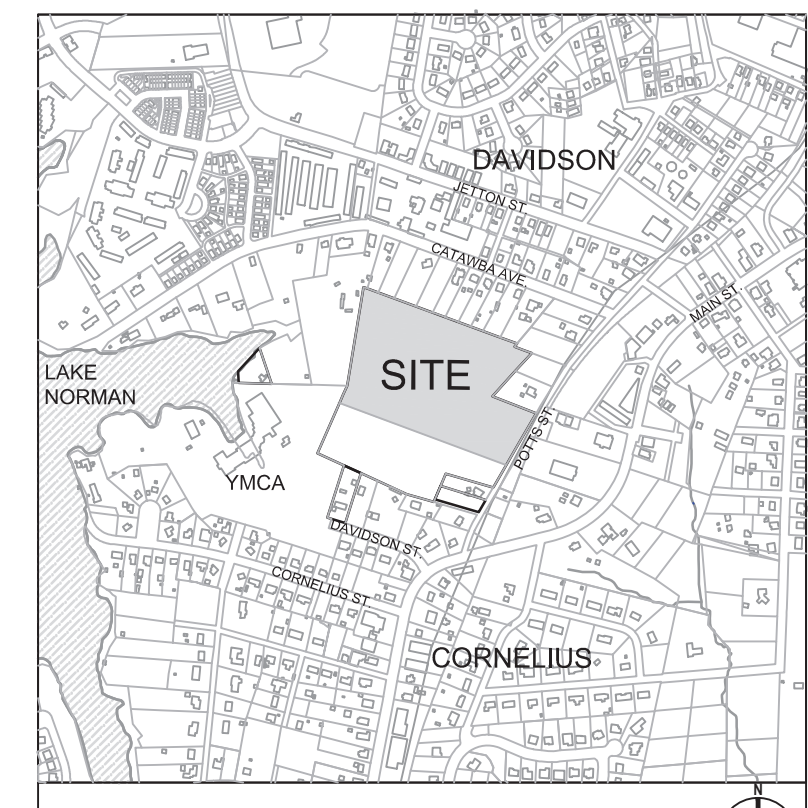 DAVIDSON
JETTON ST.
CATAWBA AVE.
MAIN ST.
LAKE
NORMAN
SITE
POTTS ST.
YMCA
DAVIDSON ST.
CORNELIUS ST.
CORNELIUS
N